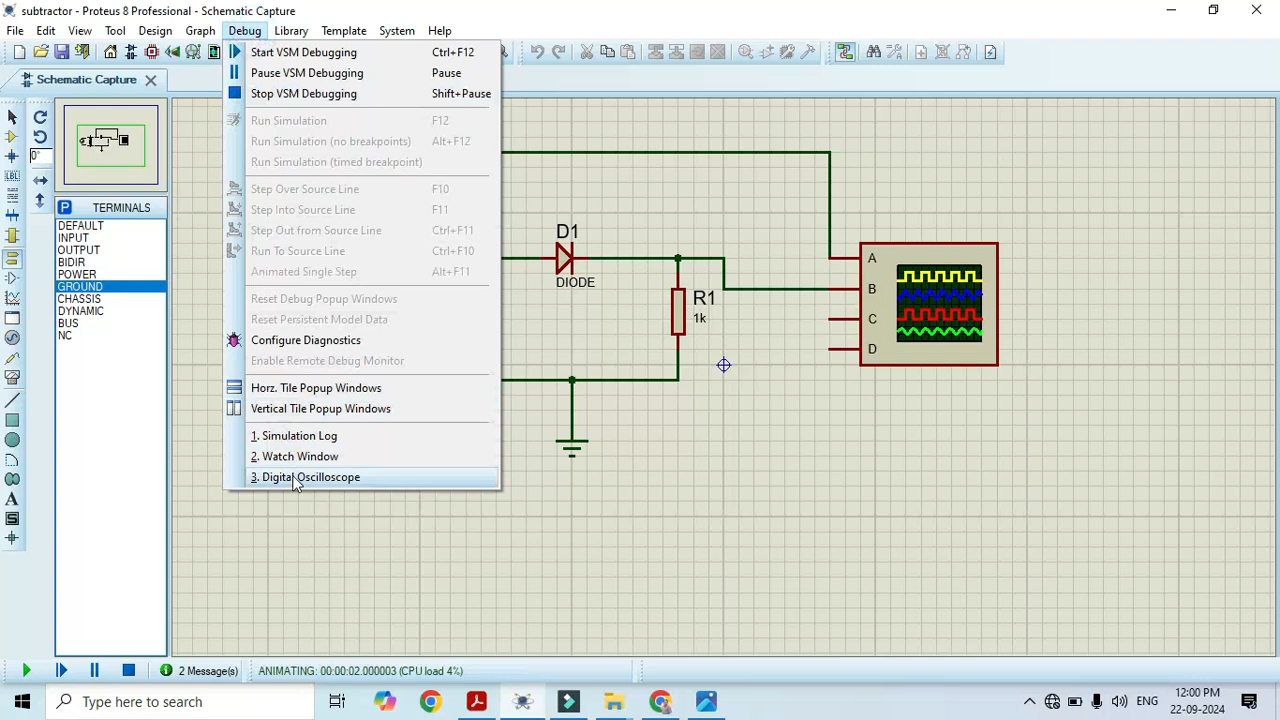 subtractor - Proteus 8 Professional - Schematic Capture
File Edit View Tool Design Graph Debug Library Template System Help
Schematic Capture
Start VSM Debugging Ctrl+F12
Pause VSM Debugging Pause
Stop VSM Debugging Shift+Pause
Run Simulation F12
Run Simulation (no breakpoints) Alt+F12
Run Simulation (timed breakpoint)
Step Over Source Line F10
Step Into Source Line F11
Step Out from Source Line Ctrl+F11
Run To Source Line Ctrl+F10
Animated Single Step Alt+F11
Reset Debug Popup Windows
Reset Persistent Model Data
Configure Diagnostics
Enable Remote Debug Monitor
Horz. Tile Popup Windows
Vertical Tile Popup Windows
1. Simulation Log
2. Watch Window
3. Digital Oscilloscope
0°
LBL
P TERMINALS
DEFAULT
INPUT
OUTPUT
BIDIR
POWER
GROUND
CHASSIS
DYNAMIC
BUS
NC
A
D1
DIODE
R1
1k
A
B
C
D
2 Message(s)
ANIMATING: 00:00:02.000003 (CPU load 4%)
Type here to search
ENG
12:00 PM
22-09-2024